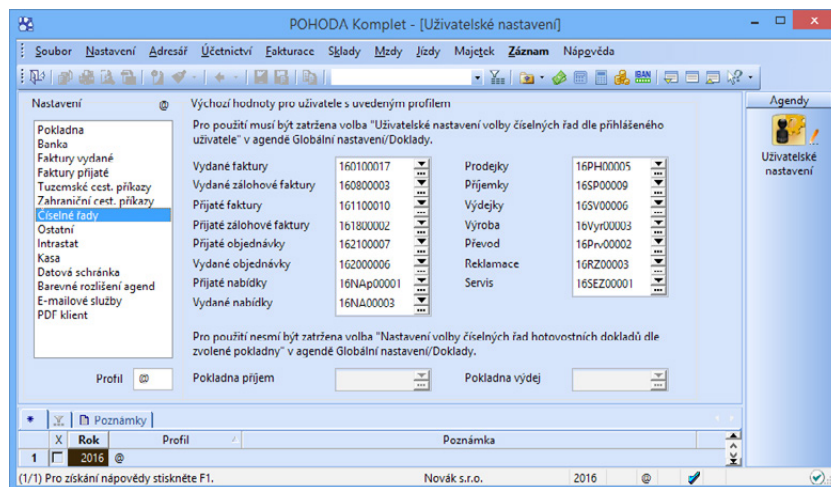 POHODA Komplet - [Uživatelské nastavení]
Soubor Nastavení Adresář Účetnictví Fakturace Sklady Mzdy Jízdy Majetek Záznam Nápověda
Nastavení @
Pokladna
Banka
Faktury vydané
Faktury přijaté
Tuzemské cest. příkazy
Zahraniční cest. příkazy
Číselné řady
Ostatní
Intrastat
Kasa
Datová schránka
Barevné rozlišení agend
E-mailové služby
PDF klient
Profil @
Výchozí hodnoty pro uživatele s uvedeným profilem
Pro použití musí být zatržena volba "Uživatelské nastavení volby číselných řad dle přihlášeného
uživatele" v agendě Globální nastavení/Doklady.
Vydané faktury 160100017 Prodejky 16PH00005
Vydané zálohové faktury 160800003 Příjemky 16SP00009
Přijaté faktury 161100010 Výdejky 16SV00006
Přijaté zálohové faktury 161800002 Výroba 16Vyr00003
Přijaté objednávky 162100007 Převod 16Prv00002
Vydané objednávky 162000006 Reklamace 16RZ00003
Přijaté nabídky 16NAp00001 Servis 16SEZ00001
Vydané nabídky 16NA00003
Pro použití nesmí být zatržena volba "Nastavení volby číselných řad hotovostních dokladů dle
zvolené pokladny" v agendě Globální nastavení/Doklady.
Pokladna příjem Pokladna výdej
Agendy
Uživatelské
nastavení
Poznámky
X Rok Profil Poznámka
1 2016 @
(1/1) Pro získání nápovědy stiskněte F1. Novák s.r.o. 2016 @